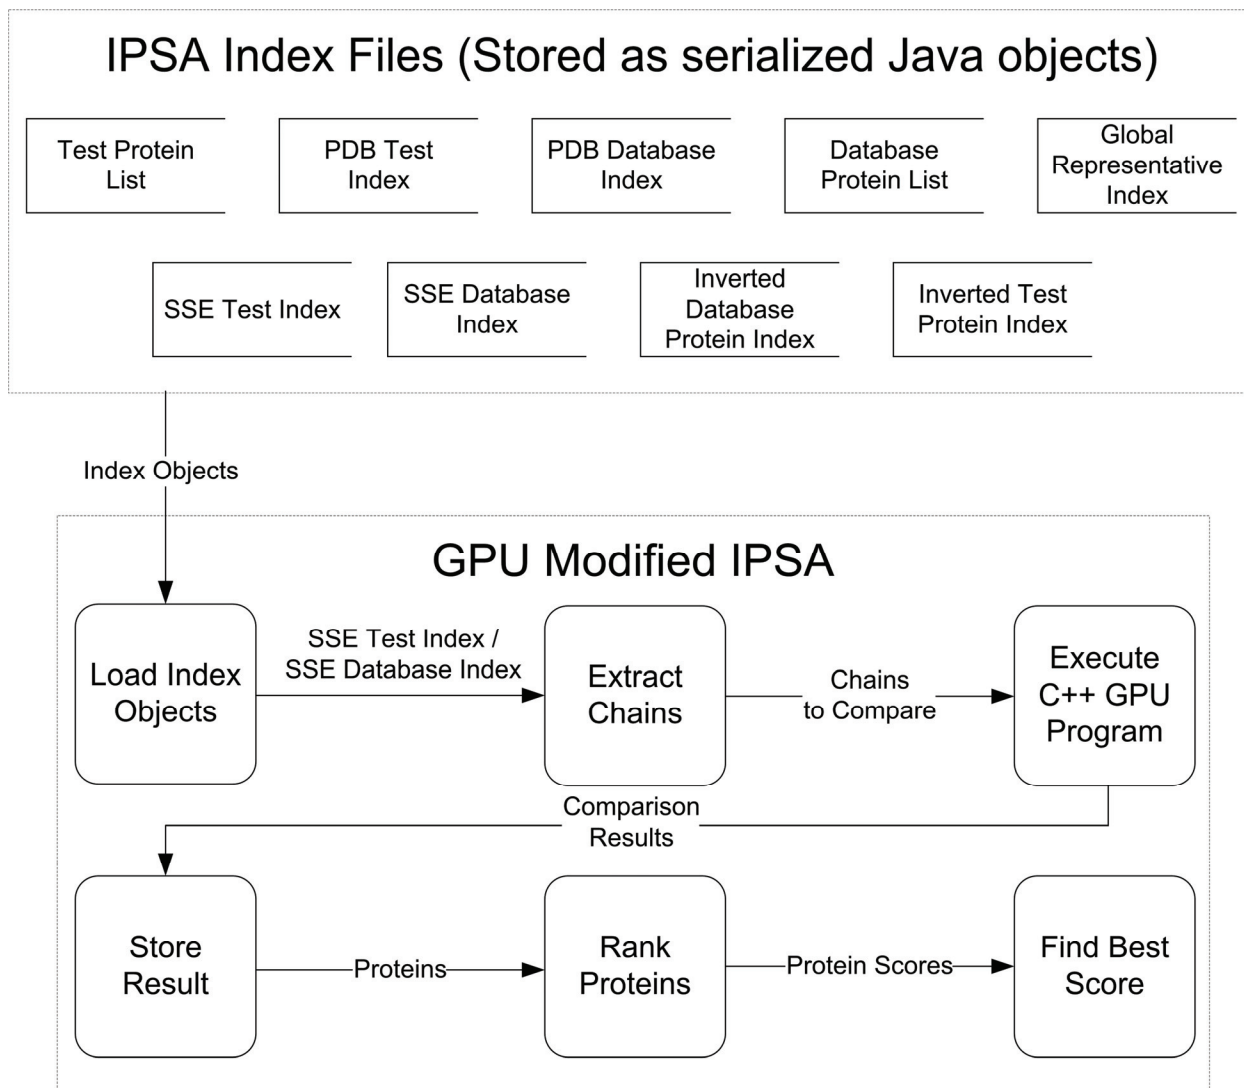 IPSA Index Files (Stored as serialized Java objects)
Test Protein
List
PDB Test
Index
PDB Database
Index
Database
Protein List
Global
Representative
Index
SSE Test Index
SSE Database
Index
Inverted
Database
Protein Index
Inverted Test
Protein Index
Index Objects
GPU Modified IPSA
Load Index
Objects
SSE Test Index /
SSE Database Index
Extract
Chains
Chains
to Compare
Execute
C++ GPU
Program
Comparison
Results
Store
Result
Proteins
Rank
Proteins
Protein Scores
Find Best
Score